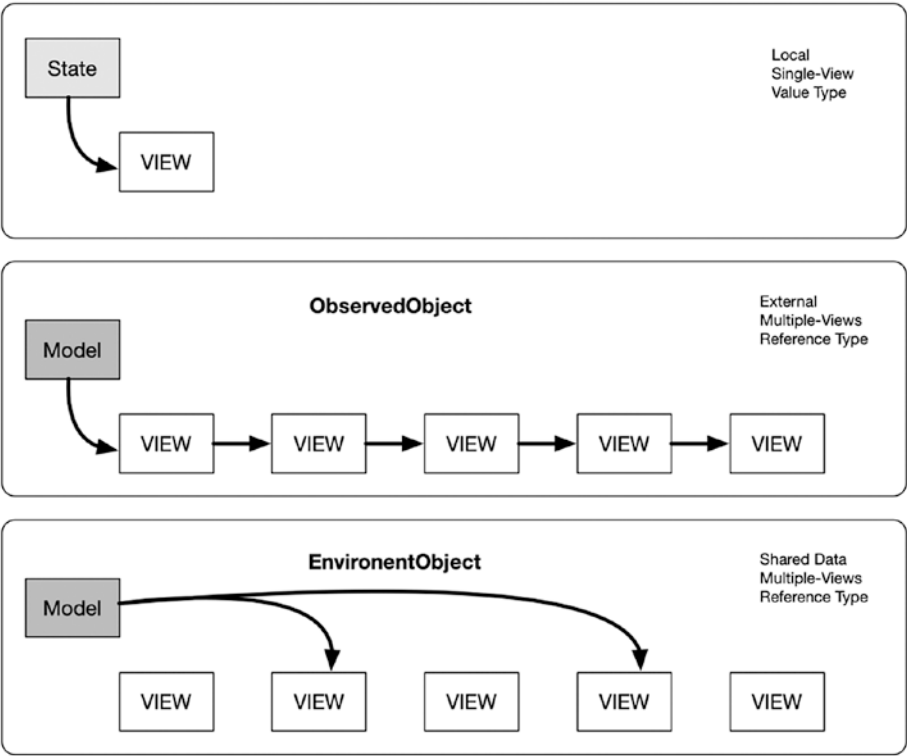 State
Local
Single-View
Value Type
VIEW
ObservedObject
External
Multiple-Views
Reference Type
Model
VIEW VIEW VIEW VIEW VIEW
EnvironentObject
Shared Data
Multiple-Views
Reference Type
Model
VIEW VIEW VIEW VIEW VIEW